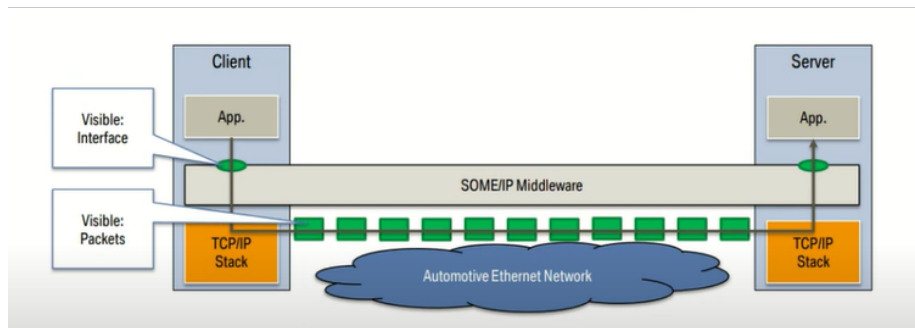 Client
Server
Visible:
Interface
App.
App.
SOME/IP Middleware
Visible:
Packets
TCP/IP
Stack
TCP/IP
Stack
Automotive Ethernet Network